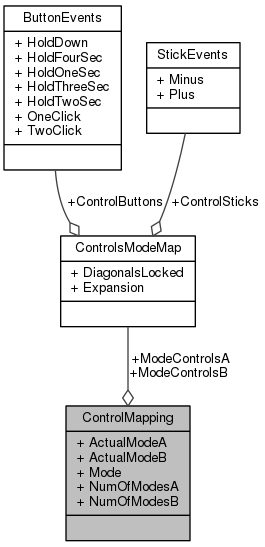 ButtonEvents
+ HoldDown
+ HoldFourSec
+ HoldOneSec
+ HoldThreeSec
+ HoldTwoSec
+ OneClick
+ TwoClick
StickEvents
+ Minus
+ Plus
+ControlButtons
+ControlSticks
ControlsModeMap
+ DiagonalsLocked
+ Expansion
+ModeControlsA
+ModeControlsB
ControlMapping
+ ActualModeA
+ ActualModeB
+ Mode
+ NumOfModesA
+ NumOfModesB